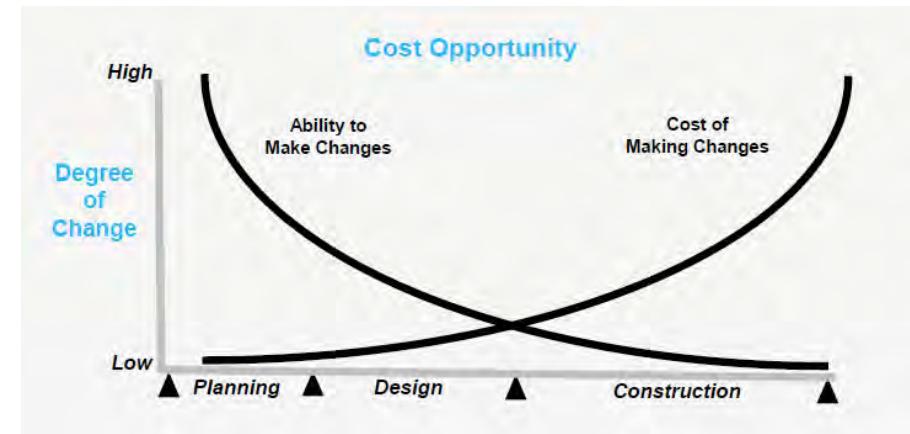 Cost Opportunity
High
Ability to
Make Changes
Cost of
Making Changes
Degree
of
Change
Low
Planning
Design
Construction